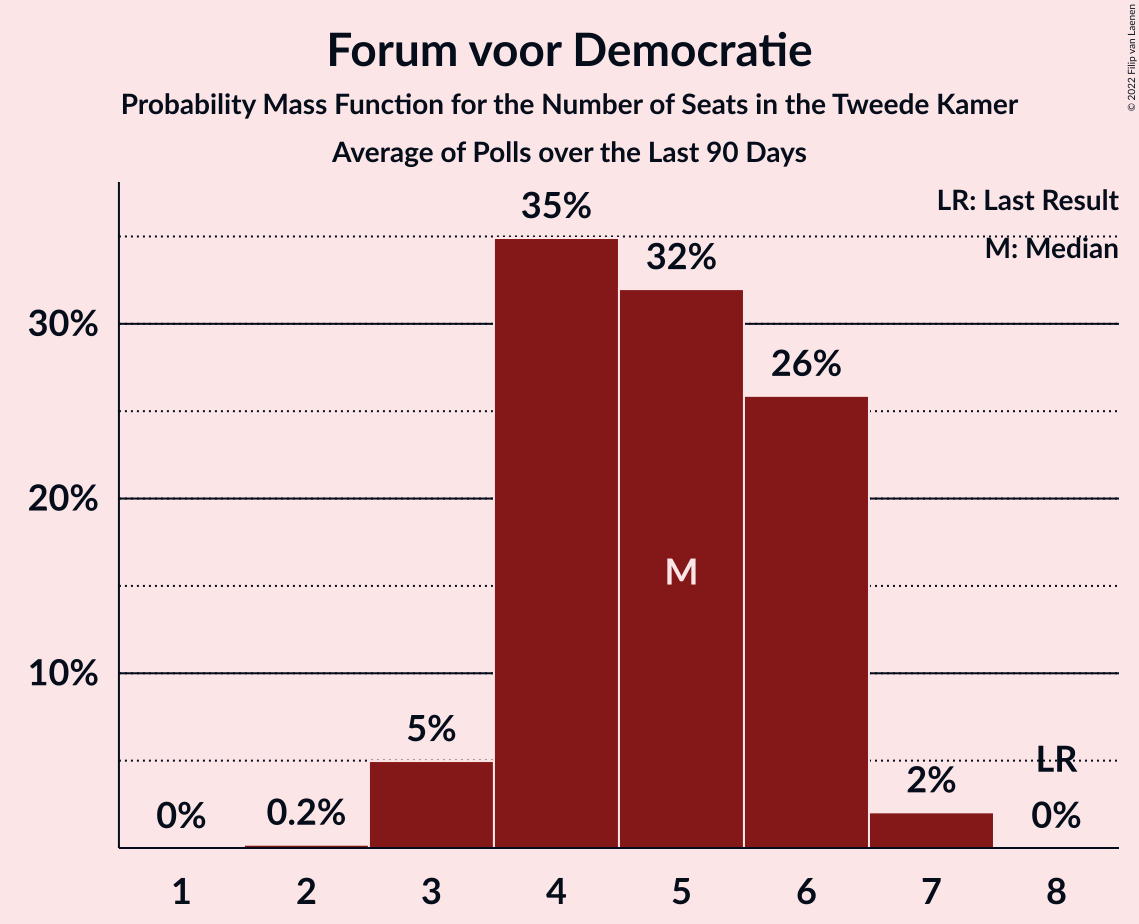 Forum voor Democratie
Probability Mass Function for the Number of Seats in the Tweede Kamer
Average of Polls over the Last 90 Days
© 2022 Filip van Laenen
LR: Last Result
M: Median
35%
32%
30%
26%
20%
M
10%
5%
LR
2%
0%
0.2%
0%
1 2 3 4 5 6 7 8